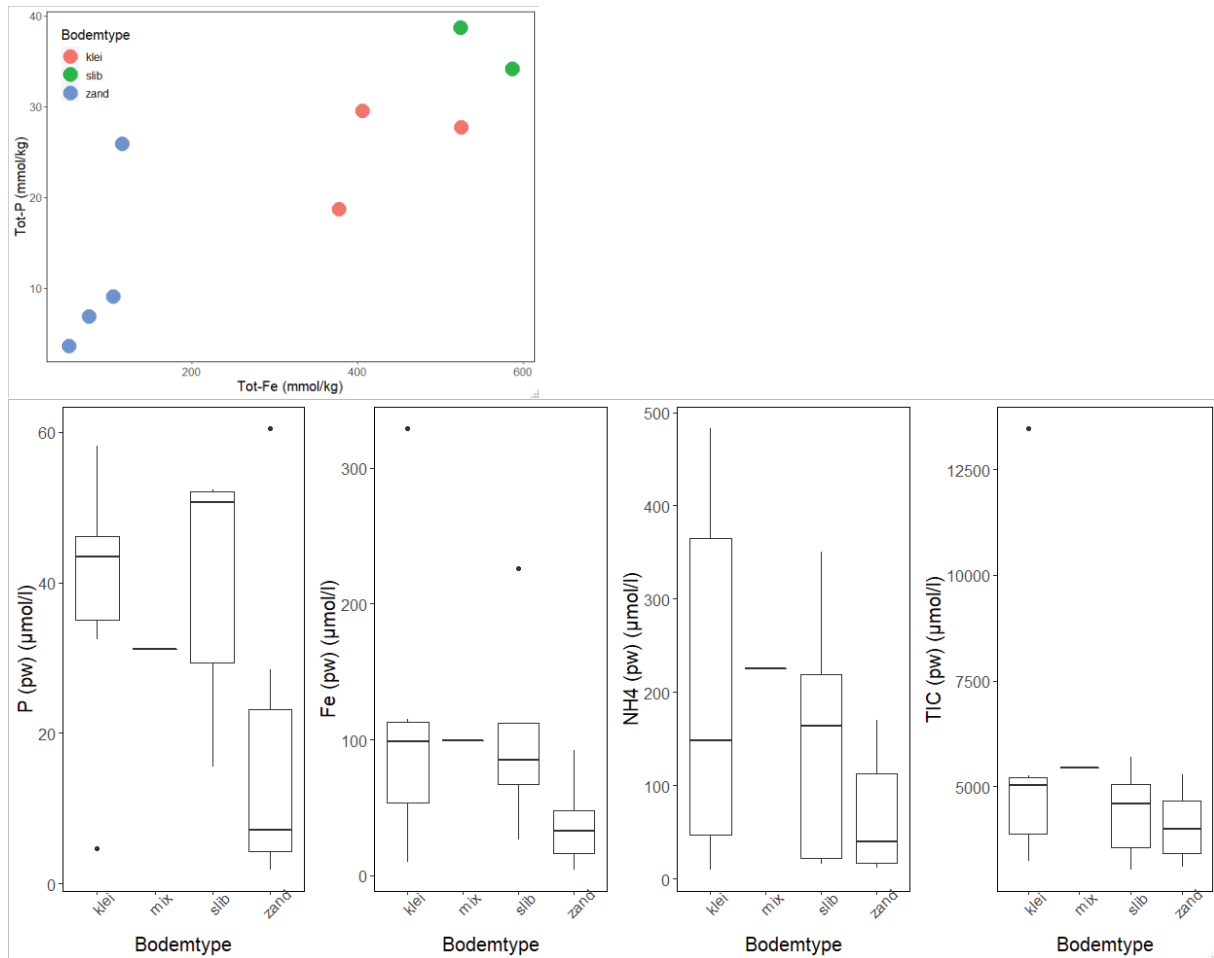 Bodemtype
klei
slib
zand
40
30
20
10
Tot-P (mmol/kg)
200
400
600
Tot-Fe (mmol/kg)
60
40
20
0
P (pw) (µmol/l)
klei
mix
slib
zand
Bodemtype
300
200
100
0
Fe (pw) (µmol/l)
klei
mix
slib
zand
Bodemtype
500
400
300
200
100
0
NH4 (pw) (µmol/l)
klei
mix
slib
zand
Bodemtype
12500
10000
7500
5000
TIC (pw) (µmol/l)
klei
mix
slib
zand
Bodemtype